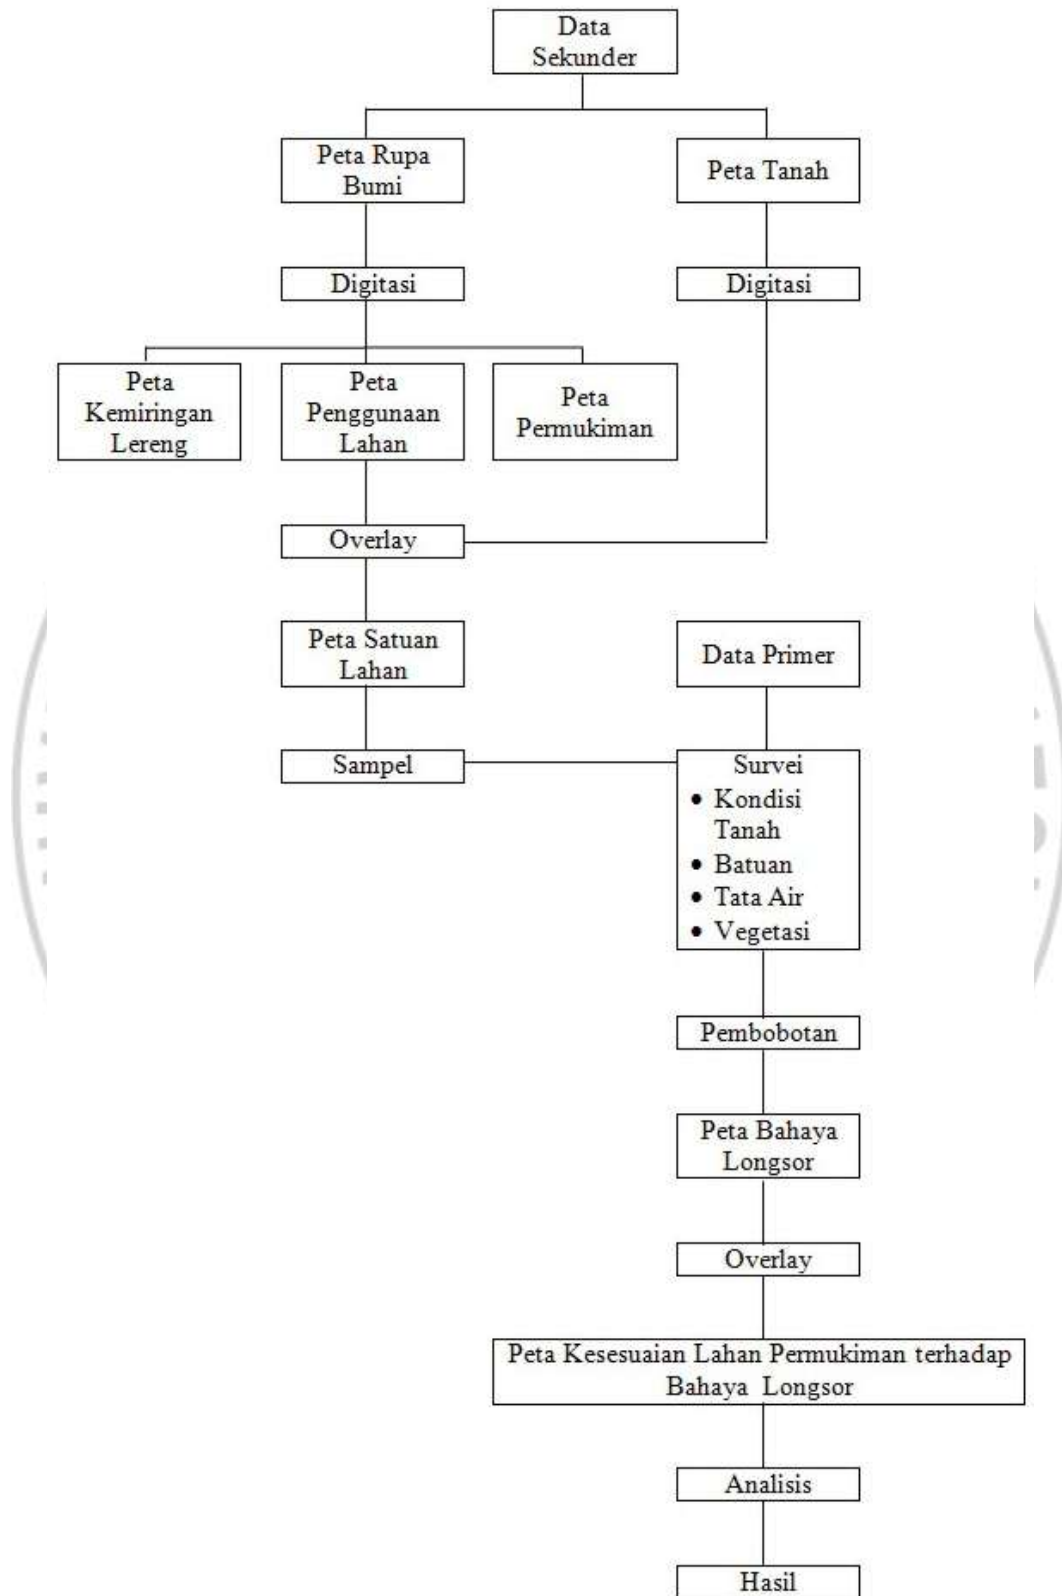 Data
Sekunder
Peta Rupa
Bumi
Peta Tanah
Digitasi
Digitasi
Peta
Kemiringan
Lereng
Peta
Penggunaan
Lahan
Peta
Permukiman
Overlay
Peta Satuan
Lahan
Data Primer
Sampel
Survei
• Kondisi
Tanah
• Batuan
• Tata Air
• Vegetasi
Pembobotan
Peta Bahaya
Longsor
Overlay
Peta Kesesuaian Lahan Permukiman terhadap
Bahaya Longsor
Analisis
Hasil